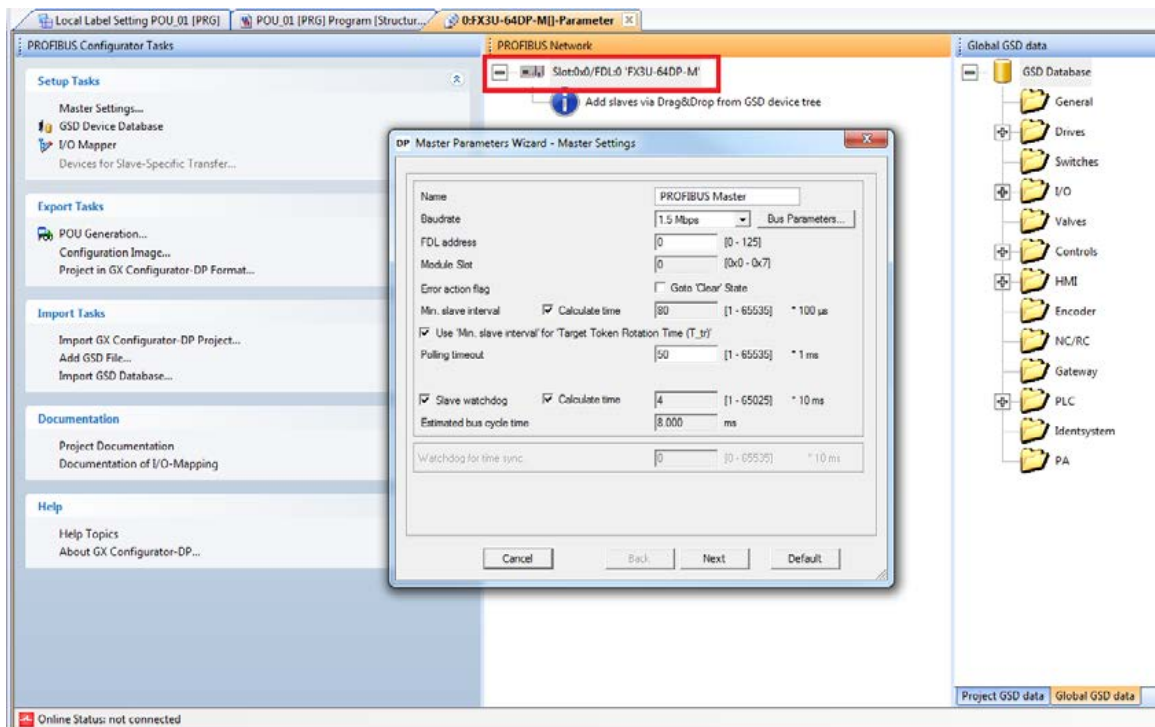 Local Label Setting POU_01 [PRG]
POU_01 [PRG] Program [Structur...
0:FX3U-64DP-M[]-Parameter
PROFIBUS Configurator Tasks
Setup Tasks
Master Settings...
GSD Device Database
I/O Mapper
Devices for Slave-Specific Transfer...
Export Tasks
POU Generation...
Configuration Image...
Project in GX Configurator-DP Format...
Import Tasks
Import GX Configurator-DP Project...
Add GSD File...
Import GSD Database...
Documentation
Project Documentation
Documentation of I/O-Mapping
Help
Help Topics
About GX Configurator-DP...
PROFIBUS Network
Slot:0x0/FDL:0 'FX3U-64DP-M'
Add slaves via Drag&Drop from GSD device tree
DP Master Parameters Wizard - Master Settings
Name PROFIBUS Master
Baudrate 1.5 Mbps Bus Parameters...
FDL address 0 [0 - 125]
Module Slot 0 [0x0 - 0x7]
Error action flag Goto 'Clear' State
Min. slave interval Calculate time 80 [1 - 65535] * 100 µs
Use 'Min. slave interval' for 'Target Token Rotation Time (T_tr)'
Polling timeout 50 [1 - 65535] * 1 ms
Slave watchdog Calculate time 4 [1 - 65025] * 10 ms
Estimated bus cycle time 8.000 ms
Watchdog for time sync. 0 [0 - 65535] * 10 ms
Cancel Back Next Default
Global GSD data
GSD Database
General
Drives
Switches
I/O
Valves
Controls
HMI
Encoder
NC/RC
Gateway
PLC
Identsystem
PA
Project GSD data Global GSD data
Online Status: not connected